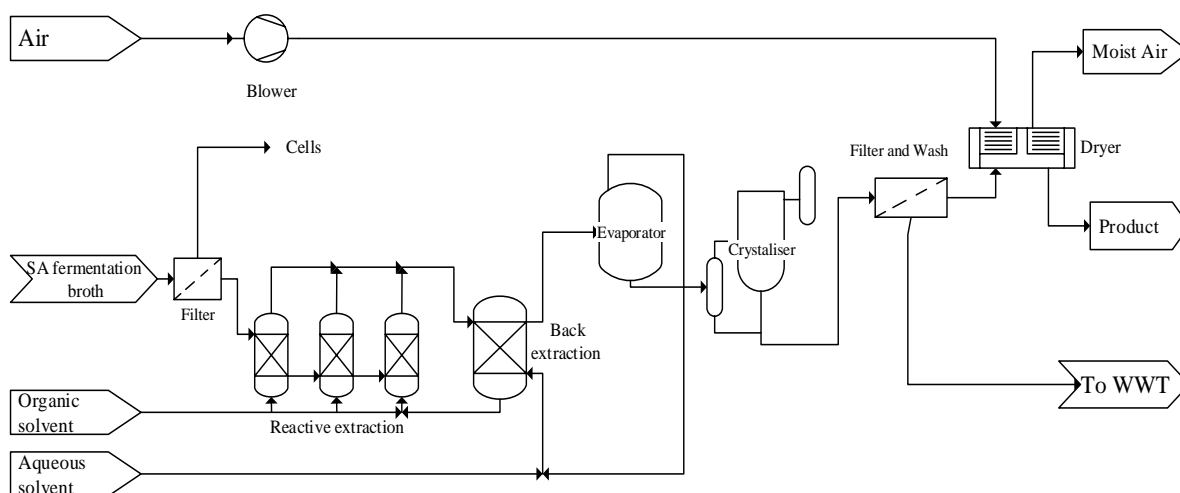 Air
Blower
Moist Air
Cells
Filter and Wash
Dryer
Product
SA fermentation
broth
Filter
Evaporator
Crystaliser
Back
extraction
Organic
solvent
Reactive extraction
To WWT
Aqueous
solvent